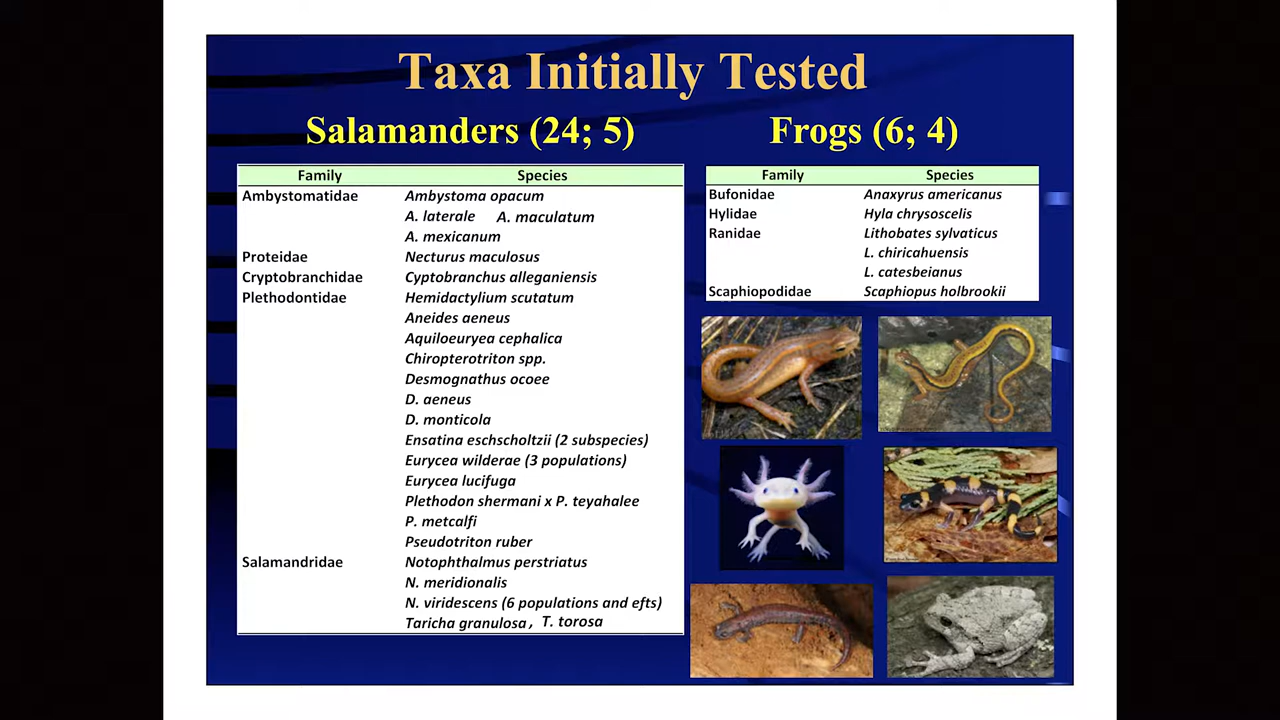 Taxa Initially Tested
Salamanders (24; 5)
Family Species
Ambystomatidae Ambystoma opacum
A. laterale A. maculatum
A. mexicanum
Proteidae Necturus maculosus
Cryptobranchidae Cyptobranchus alleganiensis
Plethodontidae Hemidactylium scutatum
Aneides aeneus
Aquiloeuryea cephalica
Chiropterotriton spp.
Desmognathus ocoee
D. aeneus
D. monticola
Ensatina eschscholtzii (2 subspecies)
Eurycea wilderae (3 populations)
Eurycea lucifuga
Plethodon shermani x P. teyahalee
P. metcalfi
Pseudotriton ruber
Salamandridae Notophthalmus perstriatus
N. meridionalis
N. viridescens (6 populations and efts)
Taricha granulosa , T. torosa
Frogs (6; 4)
Family Species
Bufonidae Anaxyrus americanus
Hylidae Hyla chrysoscelis
Ranidae Lithobates sylvaticus
L. chiricahuensis
L. catesbeianus
Scaphiopodidae Scaphiopus holbrookii